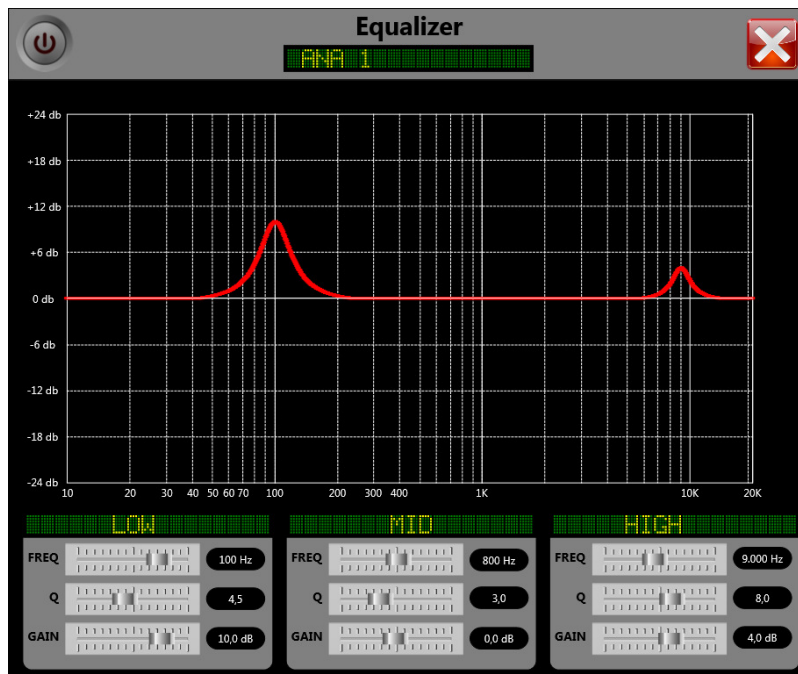 Equalizer
ANA 1
+24 db
+18 db
+12 db
+6 db
0 db
-6 db
-12 db
-18 db
-24 db
10 20 30 40 50 60 70 100 200 300 400 1K 10K 20K
LOW MID HIGH
FREQ 100 Hz FREQ 800 Hz FREQ 9.000 Hz
Q 4,5 Q 3,0 Q 8,0
GAIN 10,0 dB GAIN 0,0 dB GAIN 4,0 dB